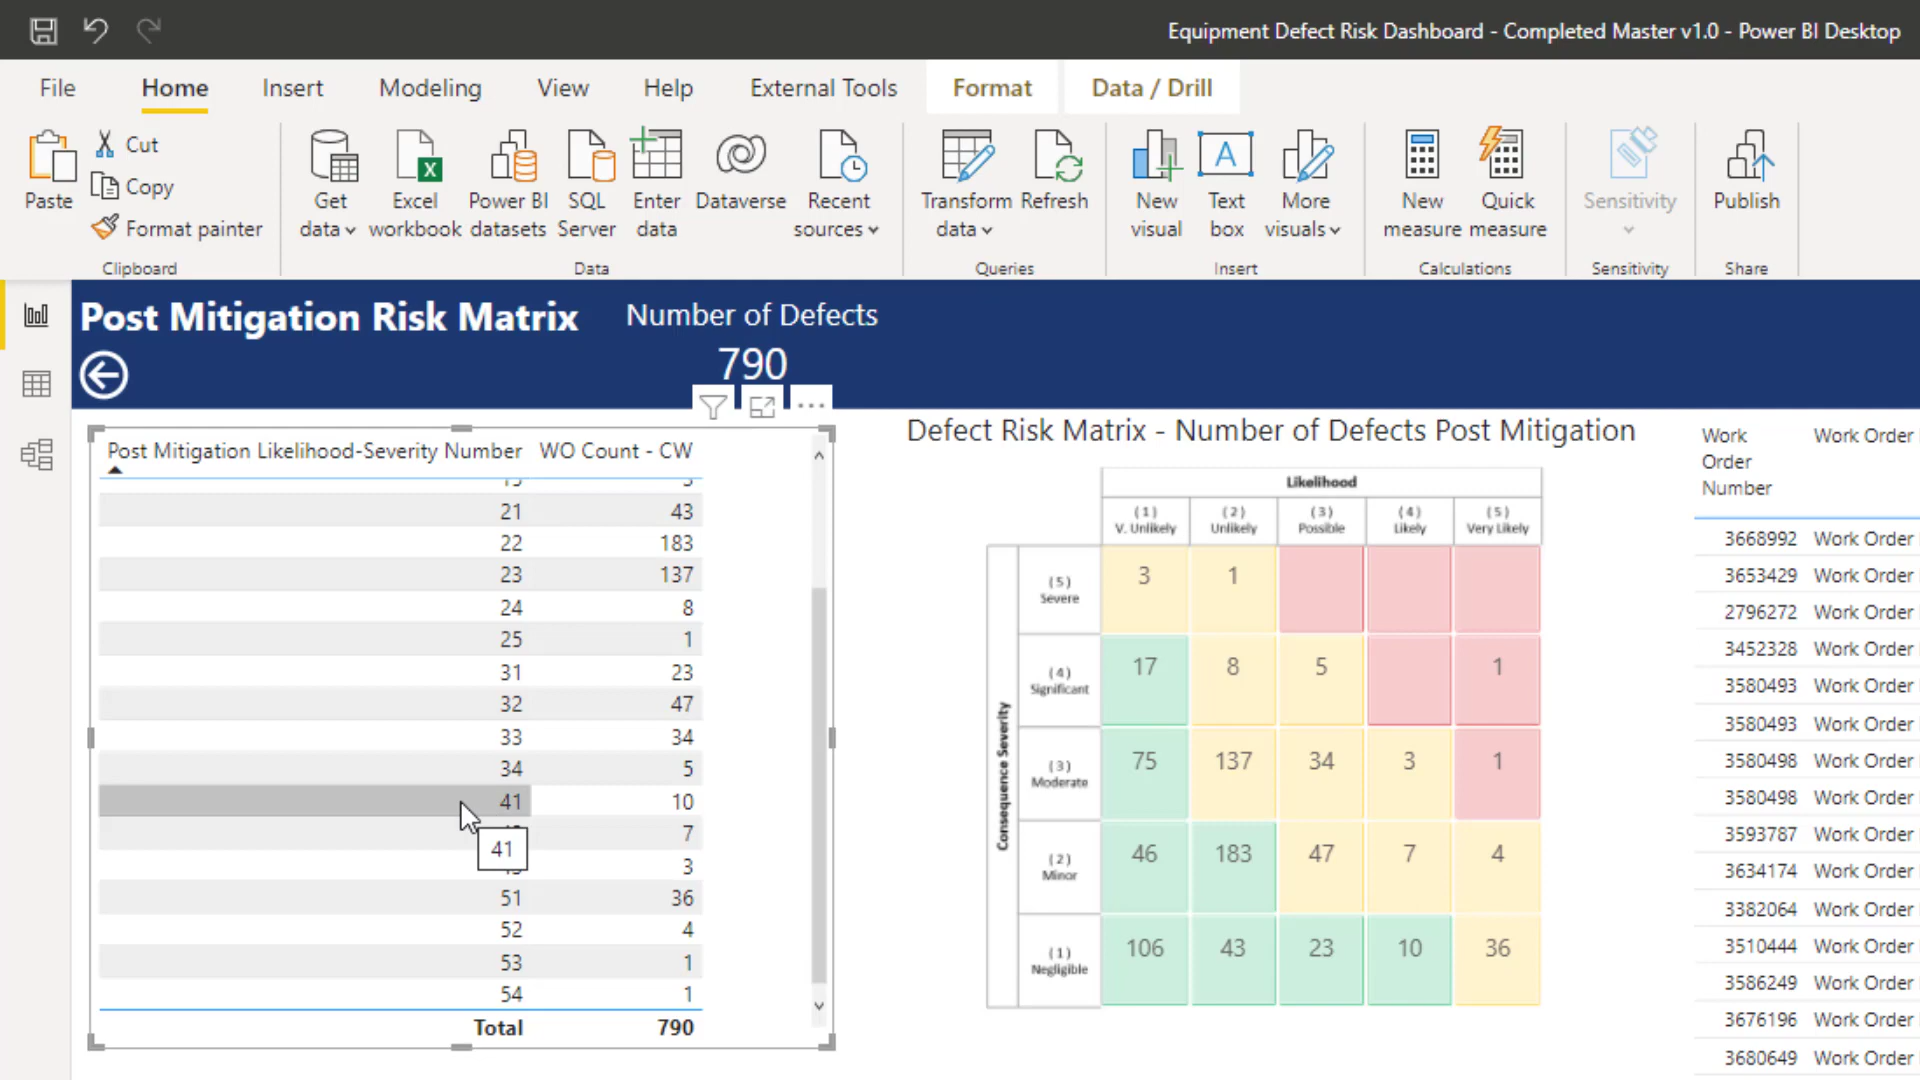 Equipment Defect Risk Dashboard - Completed Master v1.0 - Power BI Desktop
File Home Insert Modeling View Help External Tools Format Data / Drill
Paste
Cut
Copy
Format painter
Clipboard
Get data
Excel workbook
Power BI datasets
SQL Server
Enter data
Dataverse
Recent sources
Data
Transform data
Refresh
Queries
New visual
Text box
More visuals
Insert
New measure
Quick measure
Calculations
Sensitivity
Sensitivity
Publish
Share
Post Mitigation Risk Matrix
Number of Defects
790
Post Mitigation Likelihood-Severity Number WO Count - CW
21 43
22 183
23 137
24 8
25 1
31 23
32 47
33 34
34 5
41 10
7
41
3
51 36
52 4
53 1
54 1
Total 790
Defect Risk Matrix - Number of Defects Post Mitigation
Likelihood
(1) V. Unlikely
(2) Unlikely
(3) Possible
(4) Likely
(5) Very Likely
Consequence Severity
(5) Severe 3 1
(4) Significant 17 8 5 1
(3) Moderate 75 137 34 3 1
(2) Minor 46 183 47 7 4
(1) Negligible 106 43 23 10 36
Work Order Number
Work Order
3668992 Work Order
3653429 Work Order
2796272 Work Order
3452328 Work Order
3580493 Work Order
3580493 Work Order
3580498 Work Order
3580498 Work Order
3593787 Work Order
3634174 Work Order
3382064 Work Order
3510444 Work Order
3586249 Work Order
3676196 Work Order
3680649 Work Order